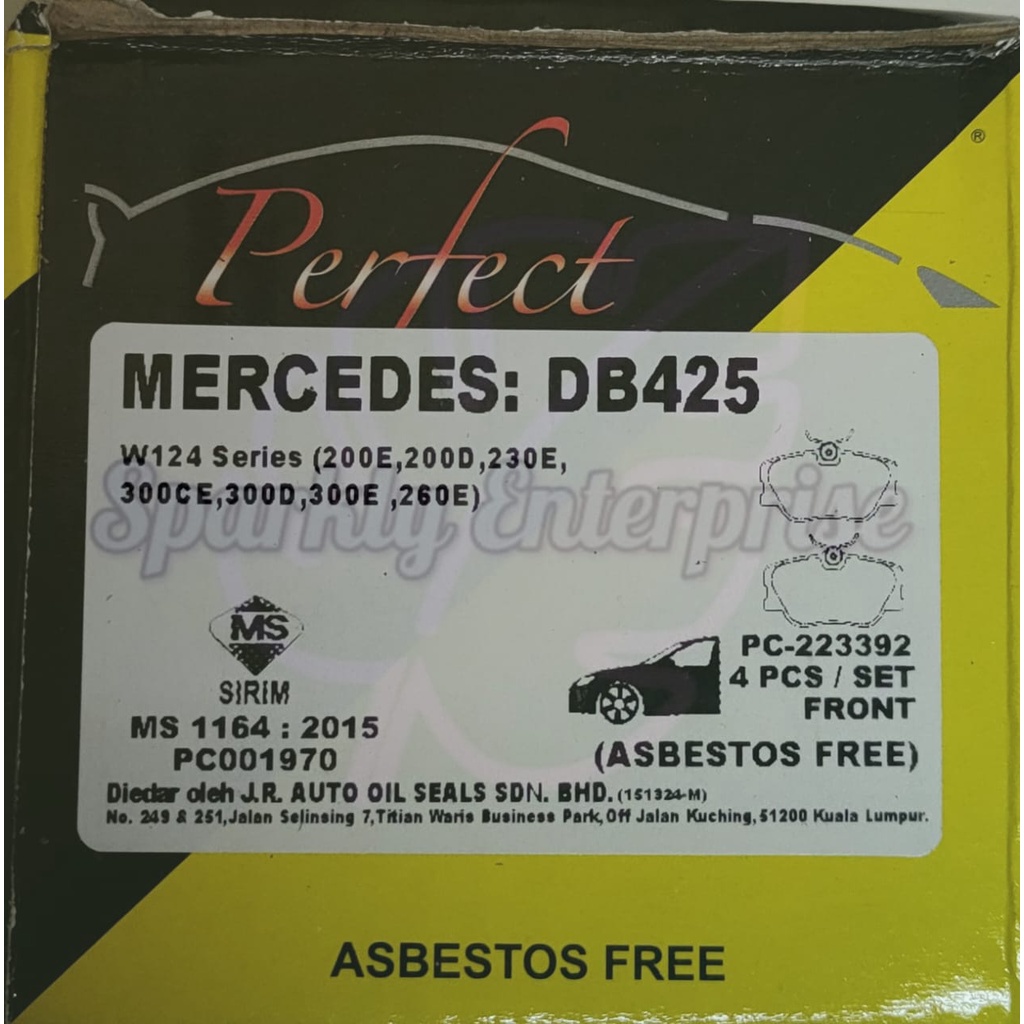 Perfect
®
MERCEDES: DB425
W124 Series (200E,200D,230E,
300CE,300D,300E ,260E)
Sparkly Enterprise
MS
SIRIM
MS 1164 : 2015
PC001970
PC-223392
4 PCS / SET
FRONT
(ASBESTOS FREE)
Diedar oleh J.R. AUTO OIL SEALS SDN. BHD. (151324-M)
No. 249 & 251,Jalan Selinsing 7,Titian Waris Business Park,Off Jalan Kuching,51200 Kuala Lumpur.
ASBESTOS FREE